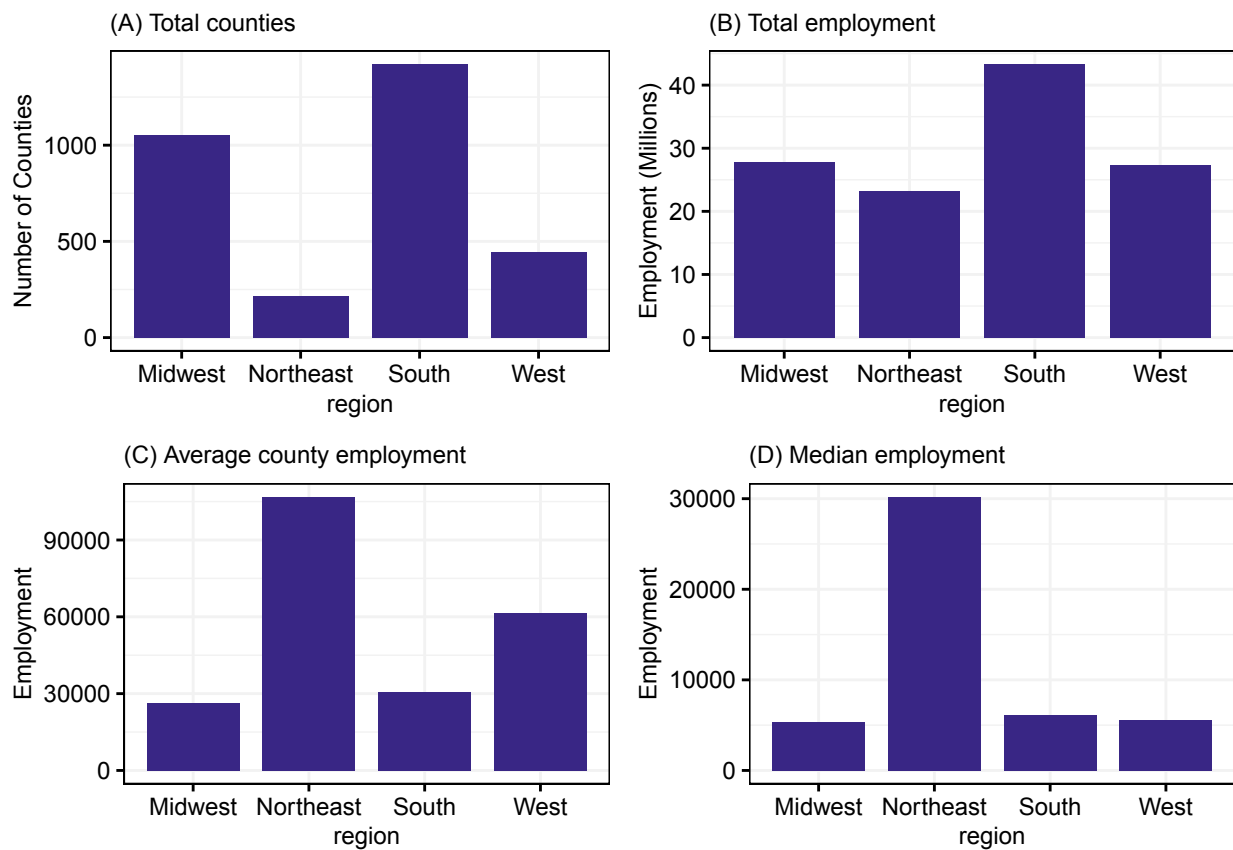 (A) Total counties
Number of Counties
1000
500
0
Midwest Northeast South West
region
(B) Total employment
Employment (Millions)
40
30
20
10
0
Midwest Northeast South West
region
(C) Average county employment
Employment
90000
60000
30000
0
Midwest Northeast South West
region
(D) Median employment
Employment
30000
20000
10000
0
Midwest Northeast South West
region